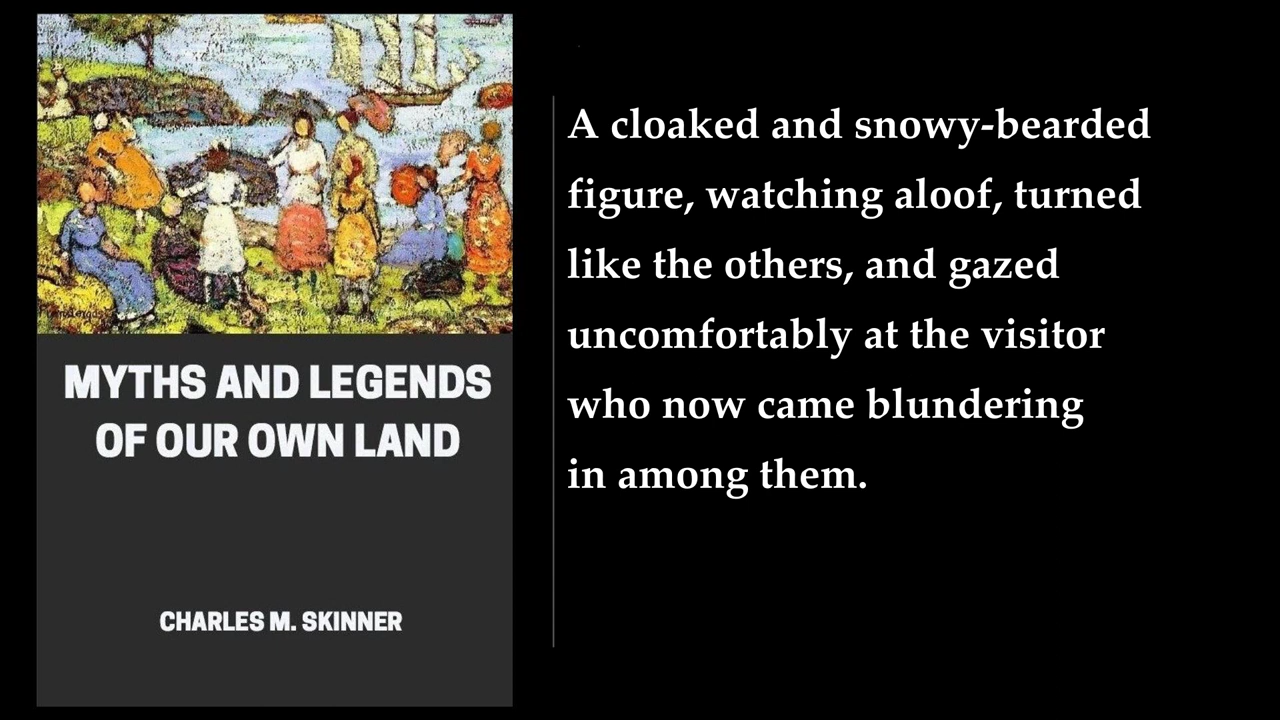 MYTHS AND LEGENDS
OF OUR OWN LAND
CHARLES M. SKINNER
A cloaked and snowy-bearded
figure, watching aloof, turned
like the others, and gazed
uncomfortably at the visitor
who now came blundering
in among them.